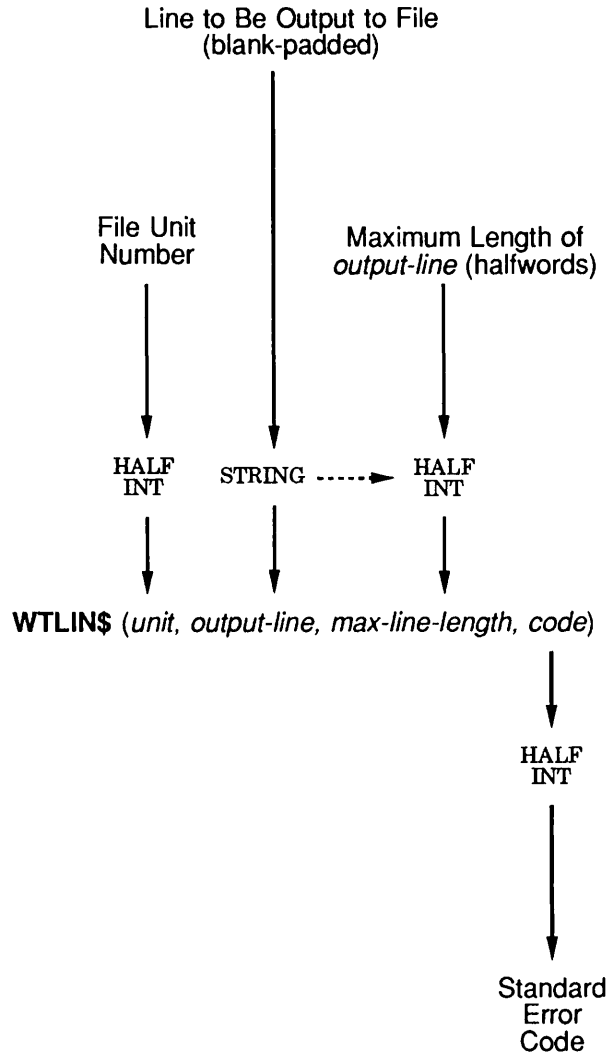 Line to Be Output to File
(blank-padded)
File Unit
Number
Maximum Length of
output-line (halfwords)
HALF
INT
STRING
HALF
INT
WTLIN$ (unit, output-line, max-line-length, code)
HALF
INT
Standard
Error
Code